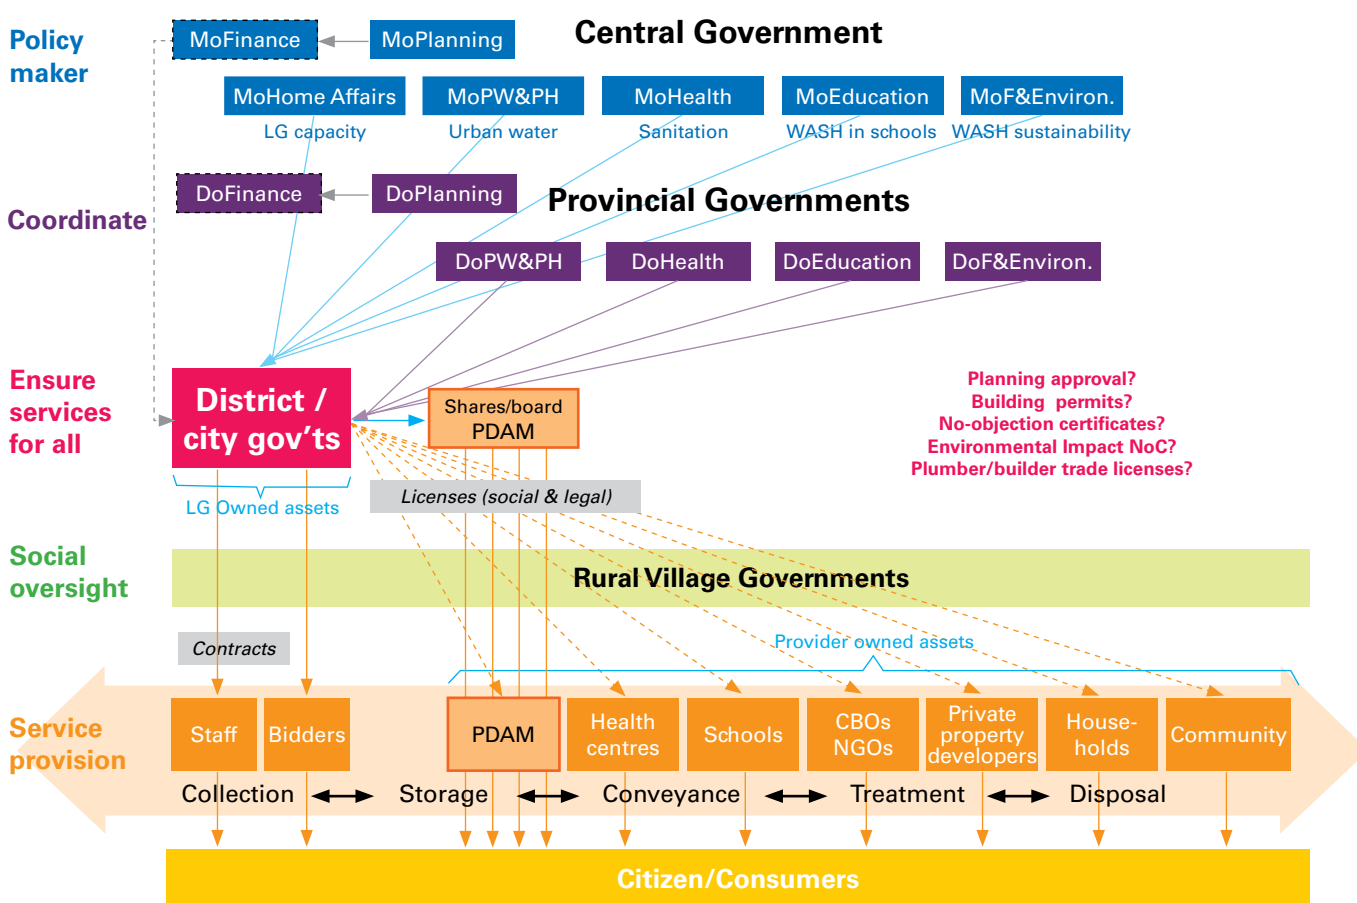 Policy
maker
MoFinance
MoPlanning
Central Government
MoHome Affairs
MoPW&PH
MoHealth
MoEducation
MoF&Environ.
LG capacity
Urban water
Sanitation
WASH in schools
WASH sustainability
Coordinate
DoFinance
DoPlanning
Provincial Governments
DoPW&PH
DoHealth
DoEducation
DoF&Environ.
Ensure
services
for all
District /
city gov'ts
Shares/board
PDAM
Planning approval?
Building permits?
No-objection certificates?
Environmental Impact NoC?
Plumber/builder trade licenses?
LG Owned assets
Licenses (social & legal)
Social
oversight
Rural Village Governments
Contracts
Provider owned assets
Service
provision
Staff
Bidders
PDAM
Health
centres
Schools
CBOs
NGOs
Private
property
developers
House-
holds
Community
Collection
Storage
Conveyance
Treatment
Disposal
Citizen/Consumers